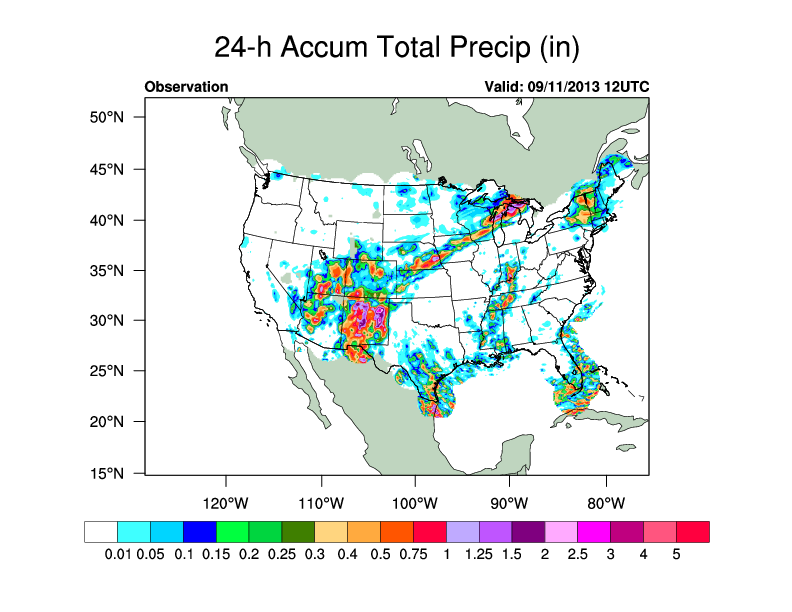 24-h Accum Total Precip (in)
Observation Valid: 09/11/2013 12UTC
50°N
45°N
40°N
35°N
30°N
25°N
20°N
15°N
120°W 110°W 100°W 90°W 80°W
0.01 0.05 0.1 0.15 0.2 0.25 0.3 0.4 0.5 0.75 1 1.25 1.5 2 2.5 3 4 5